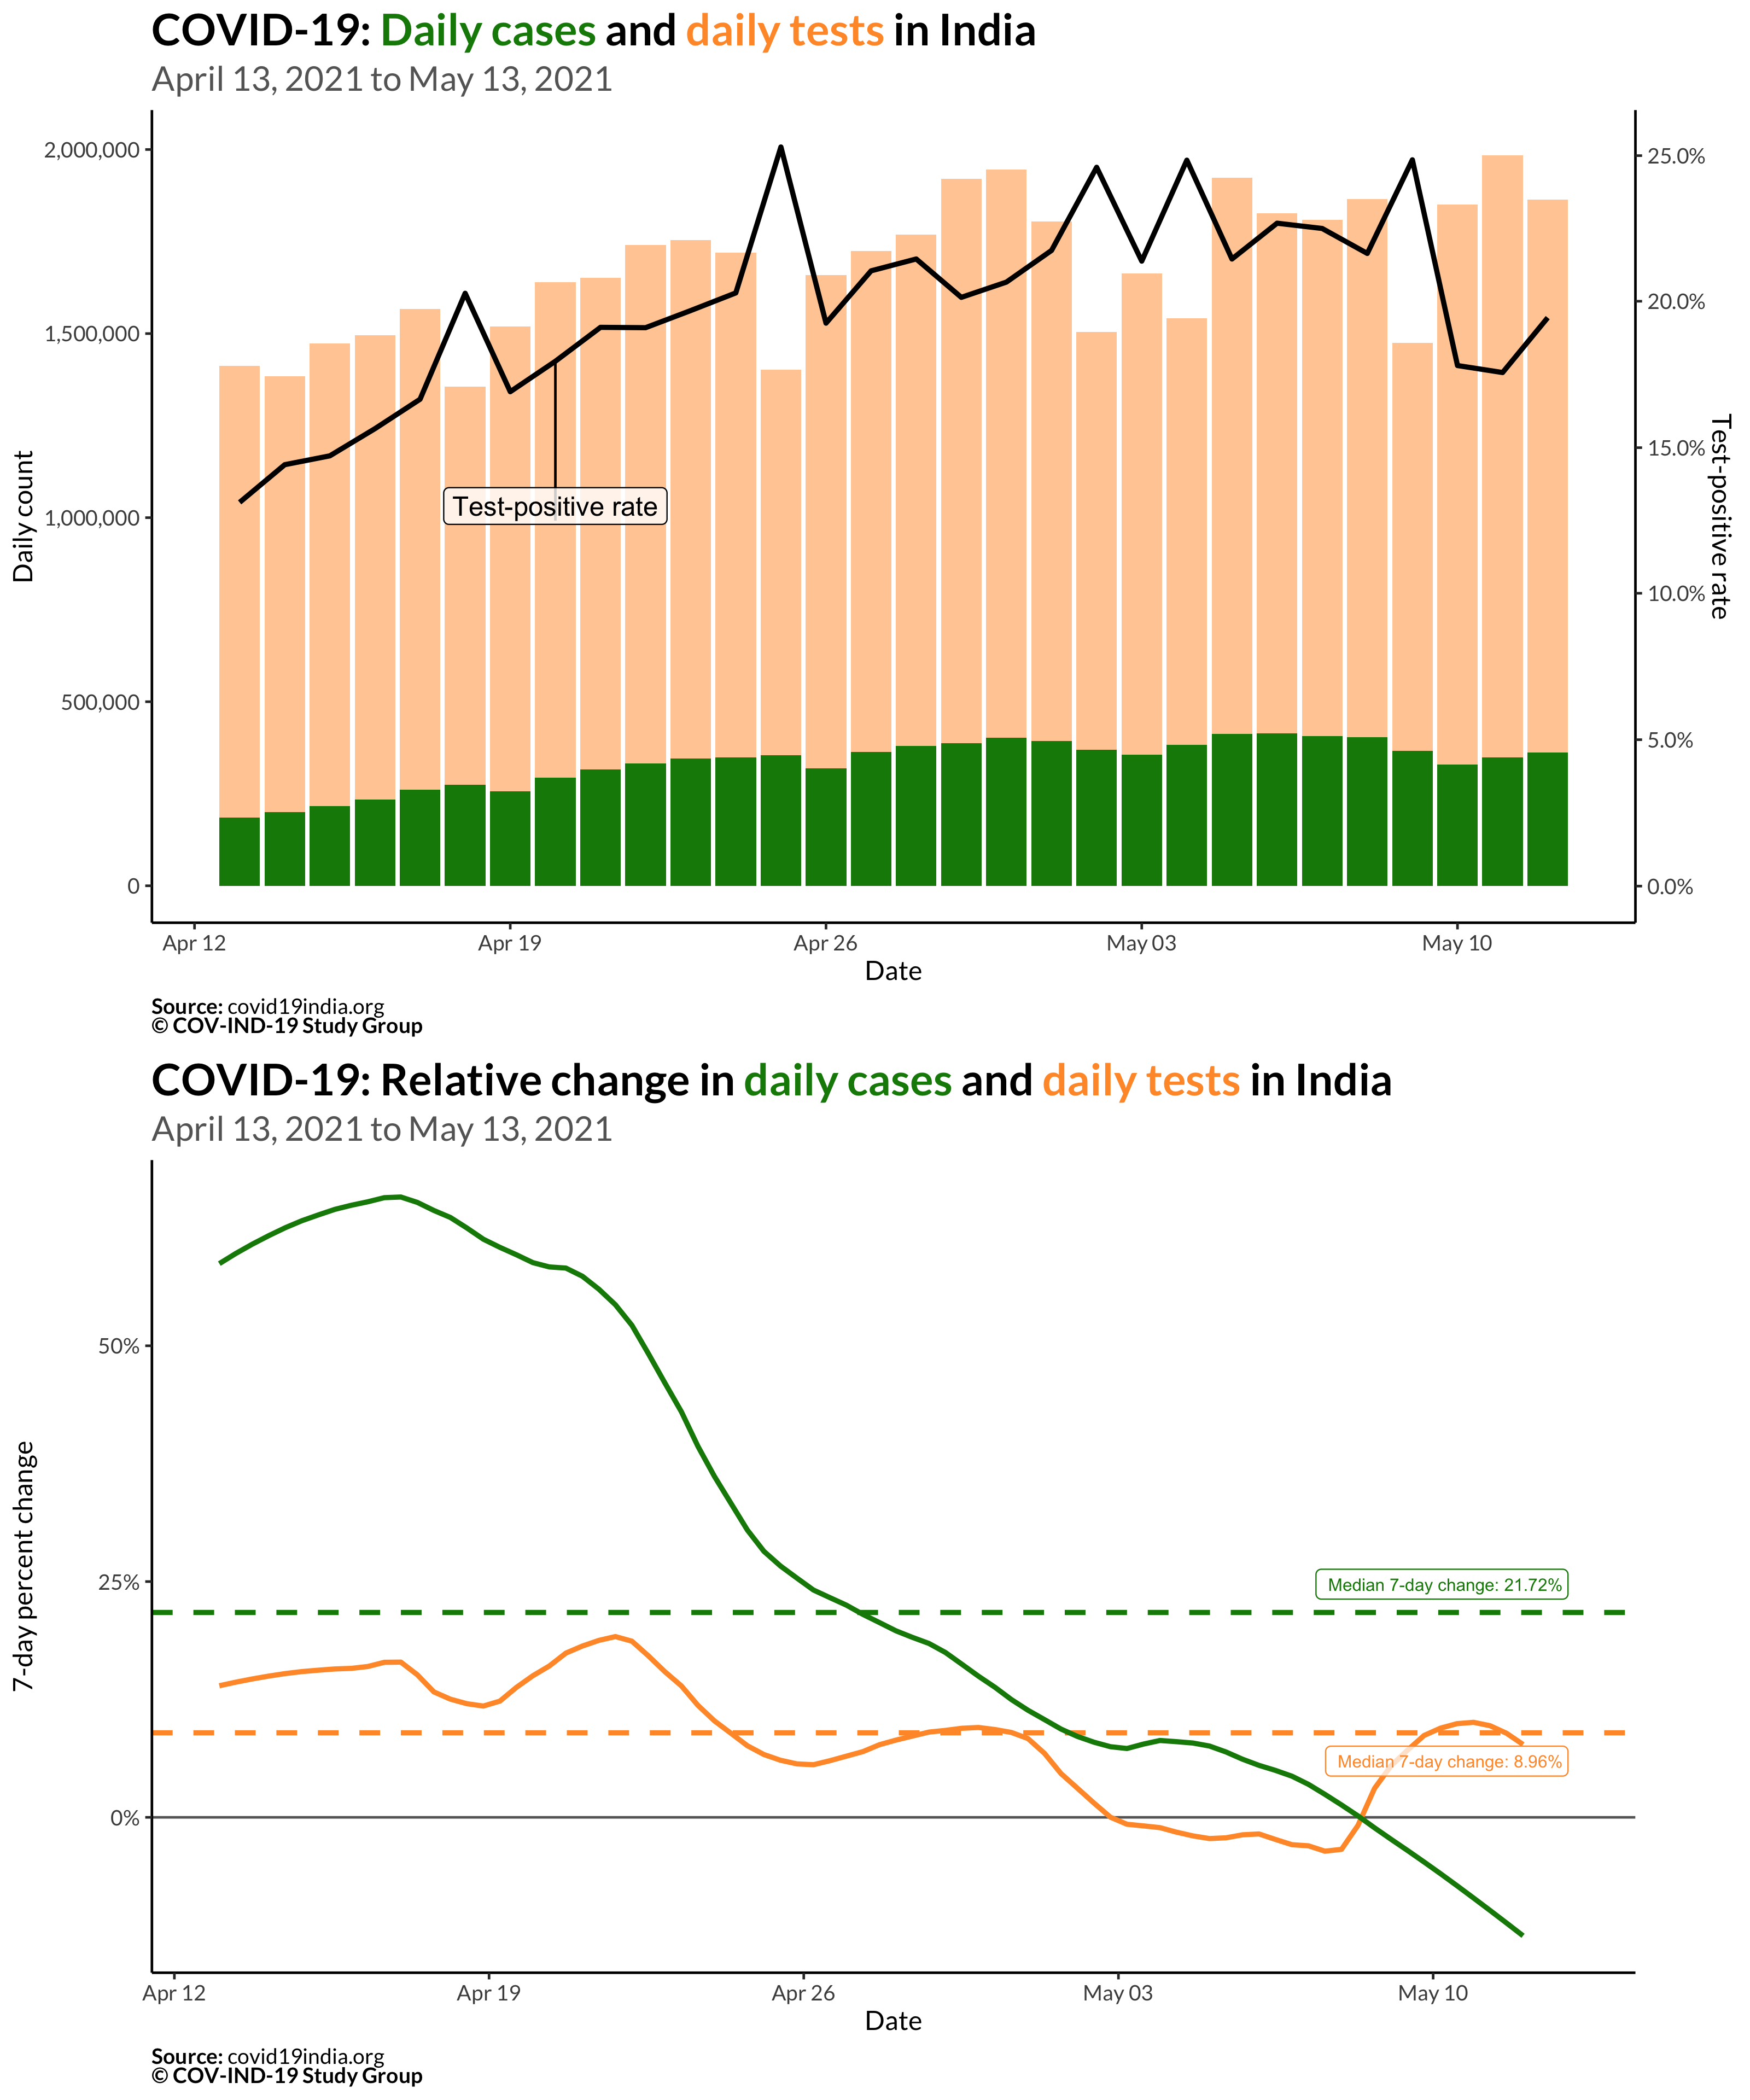 COVID-19: Daily cases and daily tests in India
April 13, 2021 to May 13, 2021
Daily count
2,000,000
1,500,000
1,000,000
500,000
0
Test-positive rate
25.0%
20.0%
15.0%
10.0%
5.0%
0.0%
Test-positive rate
Apr 12
Apr 19
Apr 26
May 03
May 10
Date
Source: covid19india.org
© COV-IND-19 Study Group
COVID-19: Relative change in daily cases and daily tests in India
April 13, 2021 to May 13, 2021
7-day percent change
50%
25%
0%
Median 7-day change: 21.72%
Median 7-day change: 8.96%
Apr 12
Apr 19
Apr 26
May 03
May 10
Date
Source: covid19india.org
© COV-IND-19 Study Group